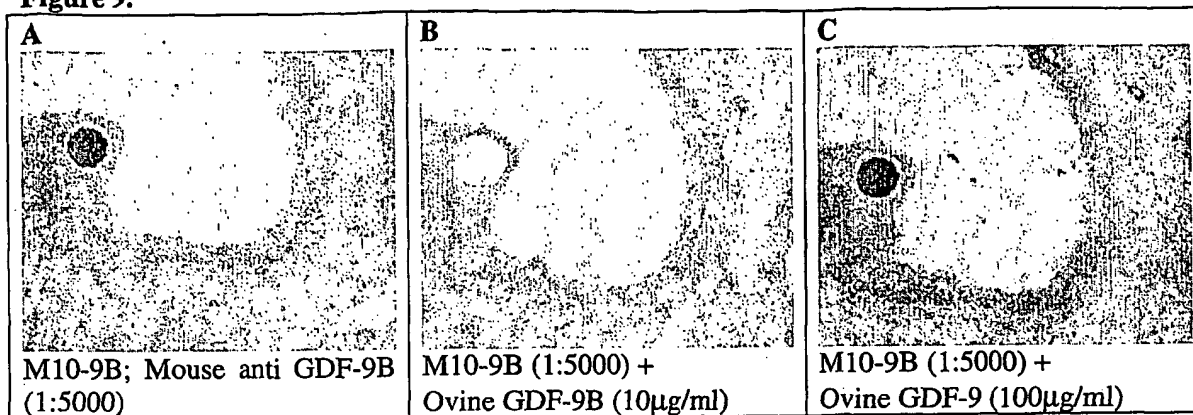 Figure 9.
A
B
C
M10-9B; Mouse anti GDF-9B
(1:5000)
M10-9B (1:5000) +
Ovine GDF-9B (10µg/ml)
M10-9B (1:5000) +
Ovine GDF-9 (100µg/ml)